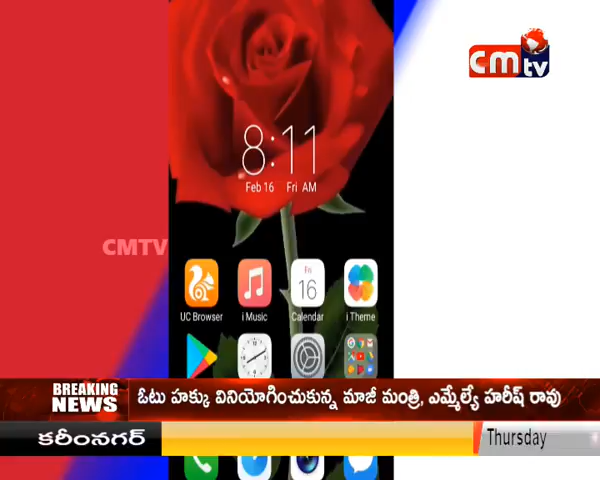 cm tv
8:11
Feb 16 Fri AM
CMTV
Fri
16
UC Browser i Music Calendar i Theme
BREAKING NEWS
ఓటు హక్కు వినియోగించుకున్న మాజీ మంత్రి, ఎమ్మేల్యే హరీష్ రావు
కరీంనగర్
Thursday